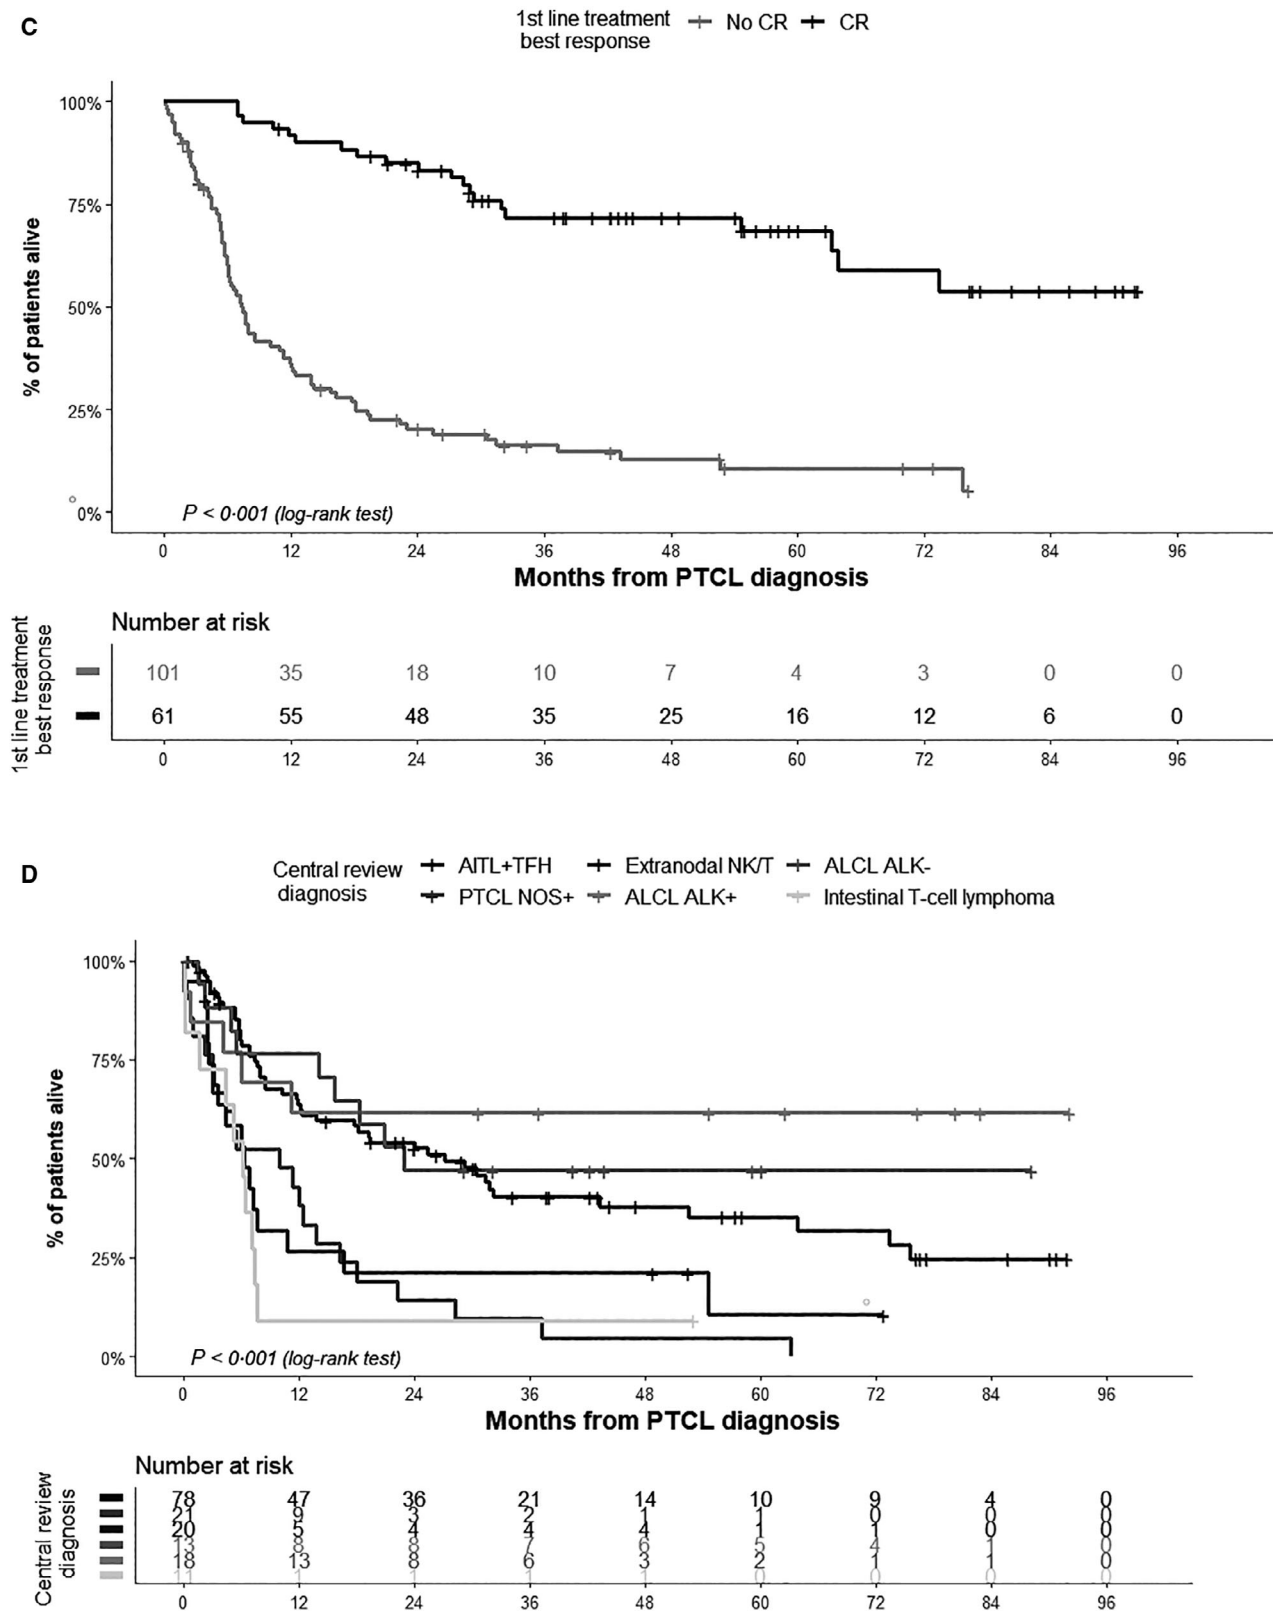 C
1st line treatment No CR CR
best response
% of patients alive
100%
75%
50%
25%
0%
P < 0·001 (log-rank test)
0 12 24 36 48 60 72 84 96
Months from PTCL diagnosis
Number at risk
1st line treatment
best response
101 35 18 10 7 4 3 0 0
61 55 48 35 25 16 12 6 0
0 12 24 36 48 60 72 84 96
D
Central review AITL+TFH Extranodal NK/T ALCL ALK-
diagnosis PTCL NOS+ ALCL ALK+ Intestinal T-cell lymphoma
% of patients alive
100%
75%
50%
25%
0%
P < 0·001 (log-rank test)
0 12 24 36 48 60 72 84 96
Months from PTCL diagnosis
Number at risk
Central review
diagnosis
78 47 36 21 14 10 9 4 0
21 9 3 2 1 0 0 0
20 5 4 4 4 1 1 0 0
13 8 8 7 6 5 4 0
18 13 8 6 3 2 1 1 0
1 1 1 1 0 0 0 0
0 12 24 36 48 60 72 84 96